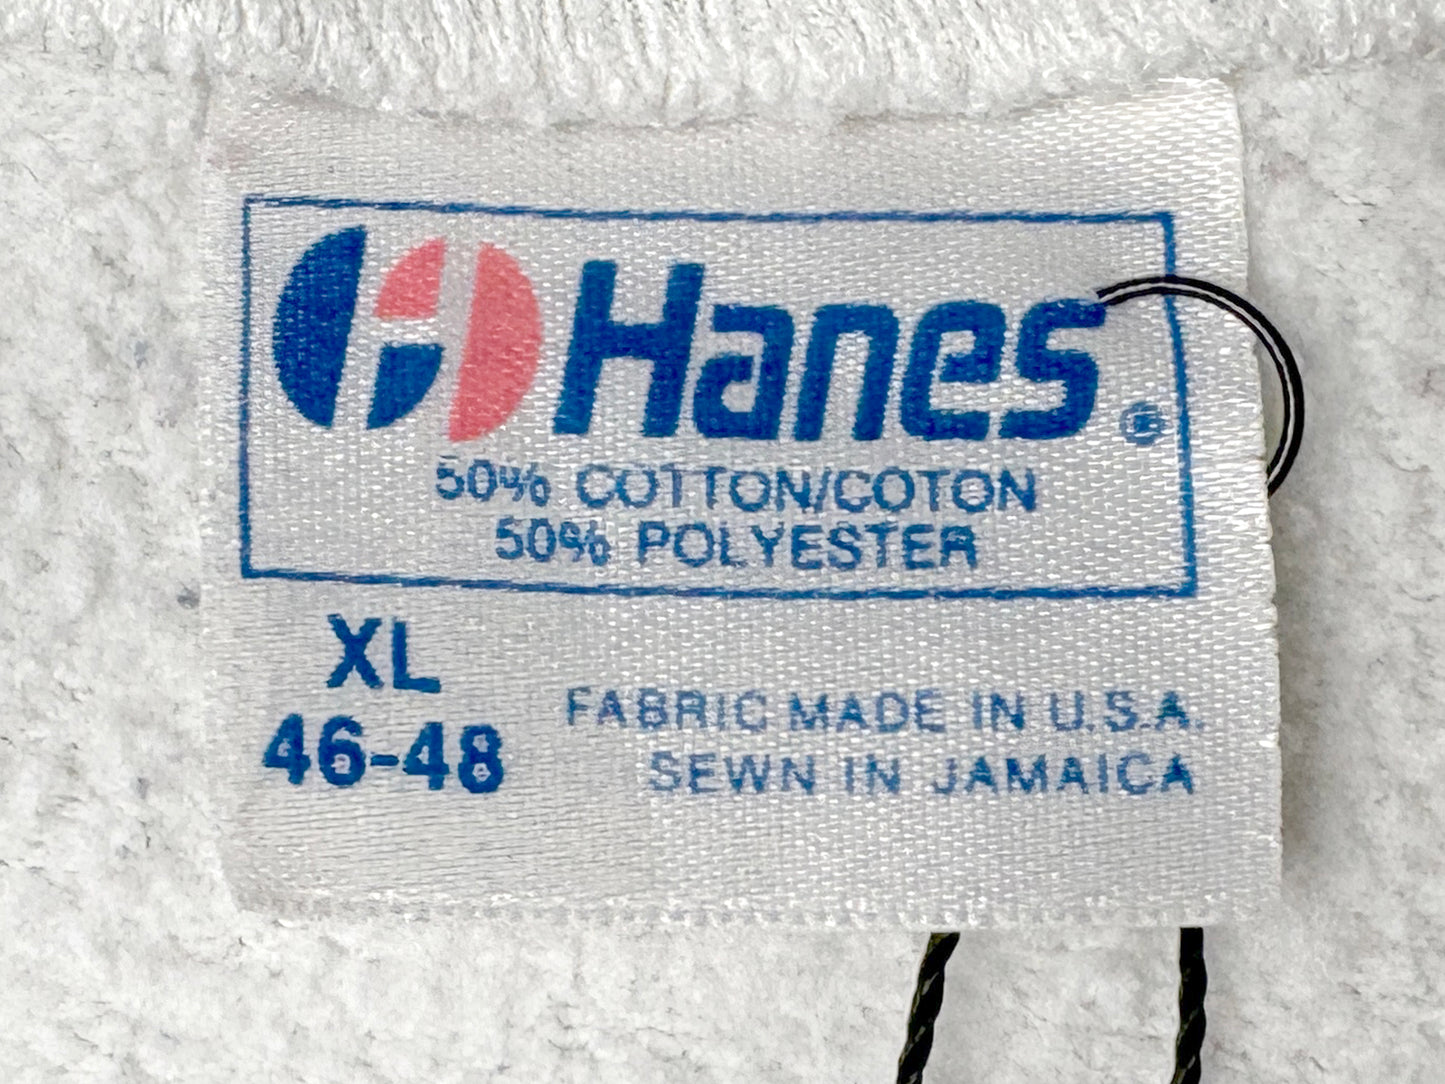 Hanes®
50% COTTON/COTON
50% POLYESTER
XL
46-48
FABRIC MADE IN U.S.A.
SEWN IN JAMAICA